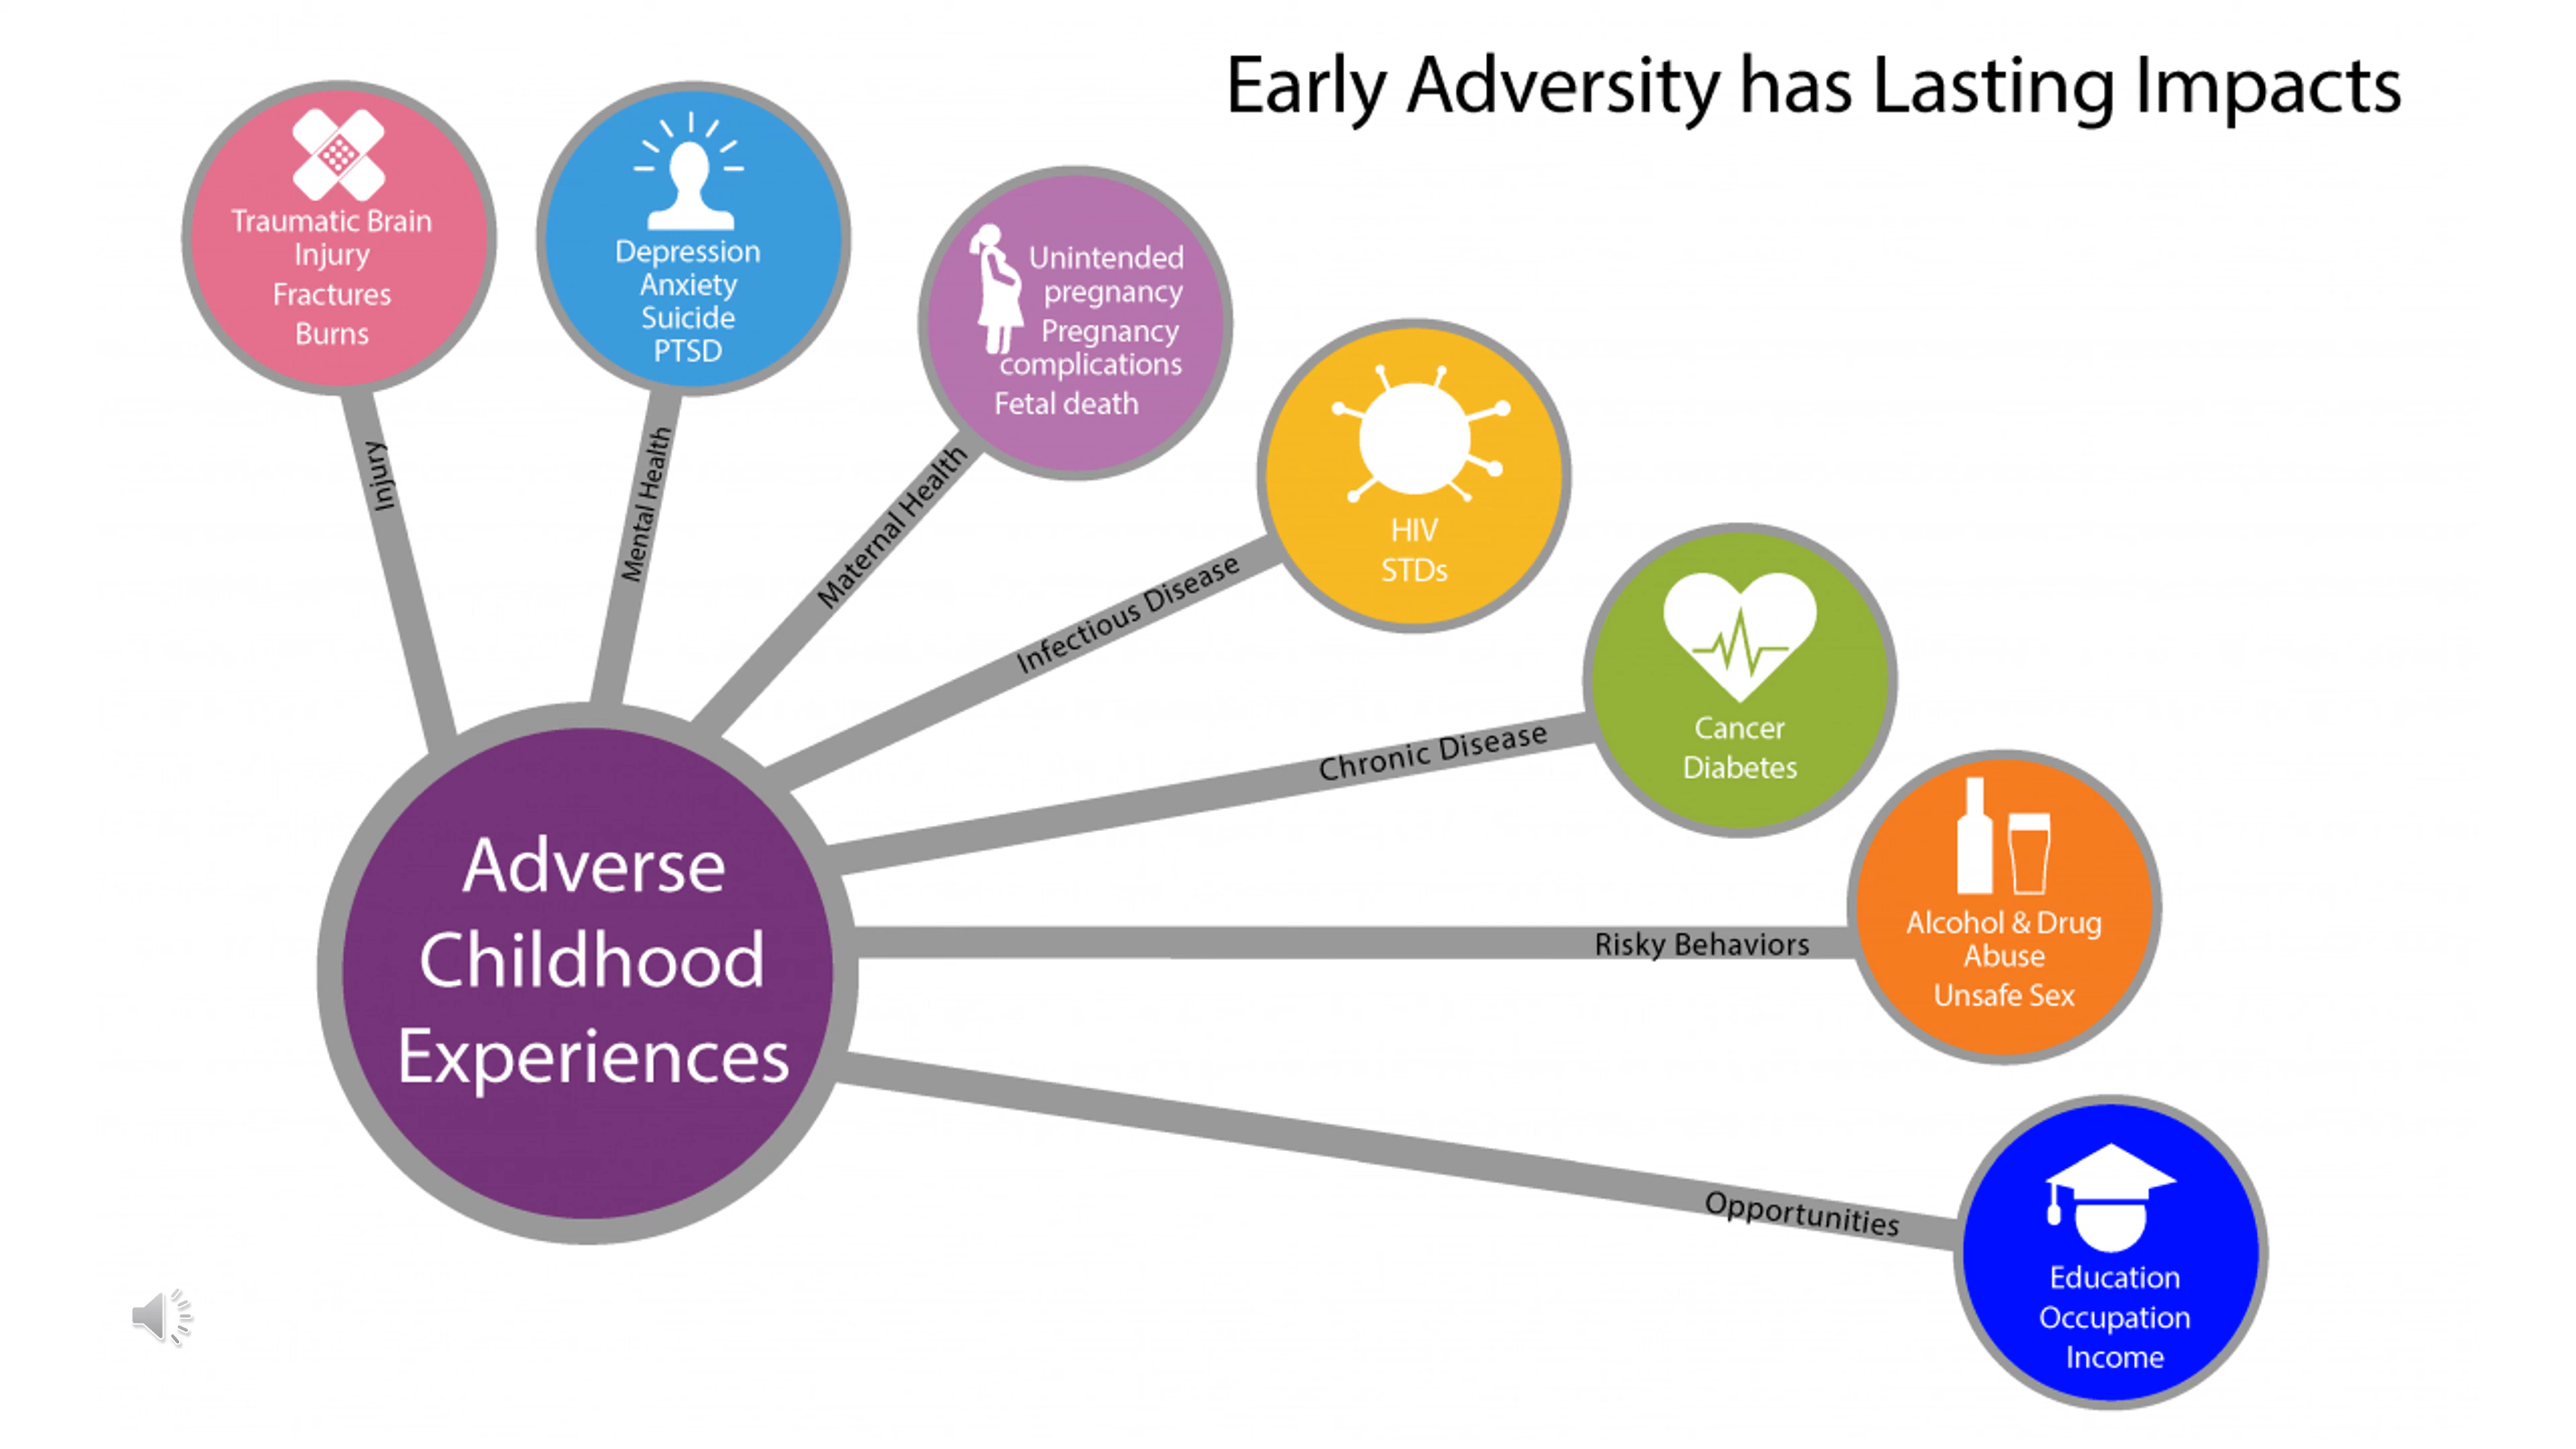 Early Adversity has Lasting Impacts
Traumatic Brain
Injury
Fractures
Burns
Depression
Anxiety
Suicide
PTSD
Unintended
pregnancy
Pregnancy
complications
Fetal death
HIV
STDs
Cancer
Diabetes
Alcohol & Drug
Abuse
Unsafe Sex
Education
Occupation
Income
Injury
Mental Health
Maternal Health
Infectious Disease
Chronic Disease
Risky Behaviors
Opportunities
Adverse
Childhood
Experiences